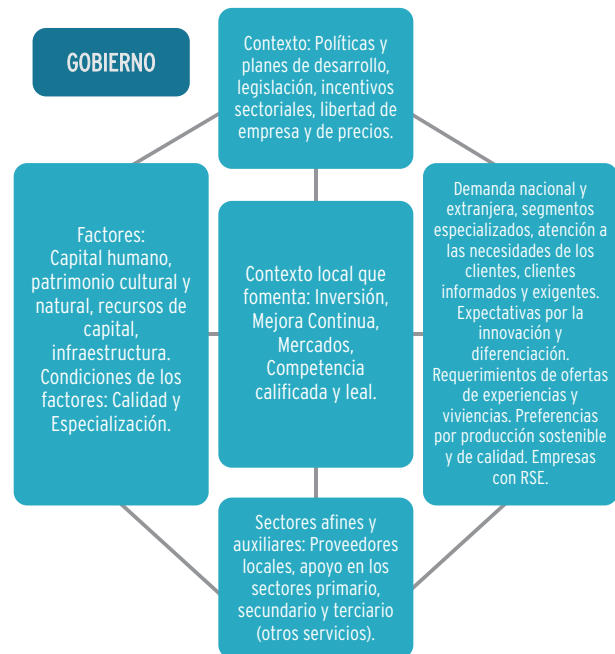 GOBIERNO
Contexto: Políticas y
planes de desarrollo,
legislación, incentivos
sectoriales, libertad de
empresa y de precios.
Factores:
Capital humano,
patrimonio cultural y
natural, recursos de
capital,
infraestructura.
Condiciones de los
factores: Calidad y
Especialización.
Contexto local que
fomenta: Inversión,
Mejora Continua,
Mercados,
Competencia
calificada y leal.
Demanda nacional y
extranjera, segmentos
especializados, atención a
las necesidades de los
clientes, clientes
informados y exigentes.
Expectativas por la
innovación y
diferenciación.
Requerimientos de ofertas
de experiencias y
viviencias. Preferencias
por producción sostenible
y de calidad. Empresas
con RSE.
Sectores afines y
auxiliares: Proveedores
locales, apoyo en los
sectores primario,
secundario y terciario
(otros servicios).